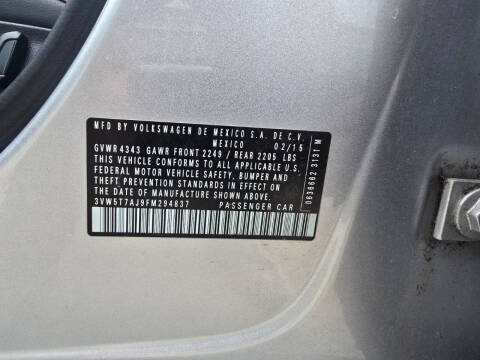 MFD BY VOLKSWAGEN DE MEXICO S.A. DE C.V.
MEXICO 02/15
GVWR 4343 GAWR FRONT 2249 / REAR 2205 LBS
THIS VEHICLE CONFORMS TO ALL APPLICABLE U.S.
FEDERAL MOTOR VEHICLE SAFETY, BUMPER AND
THEFT PREVENTION STANDARDS IN EFFECT ON
THE DATE OF MANUFACTURE SHOWN ABOVE
3VW5T7AJ9FM294837 PASSENGER CAR
0636662 3131 M